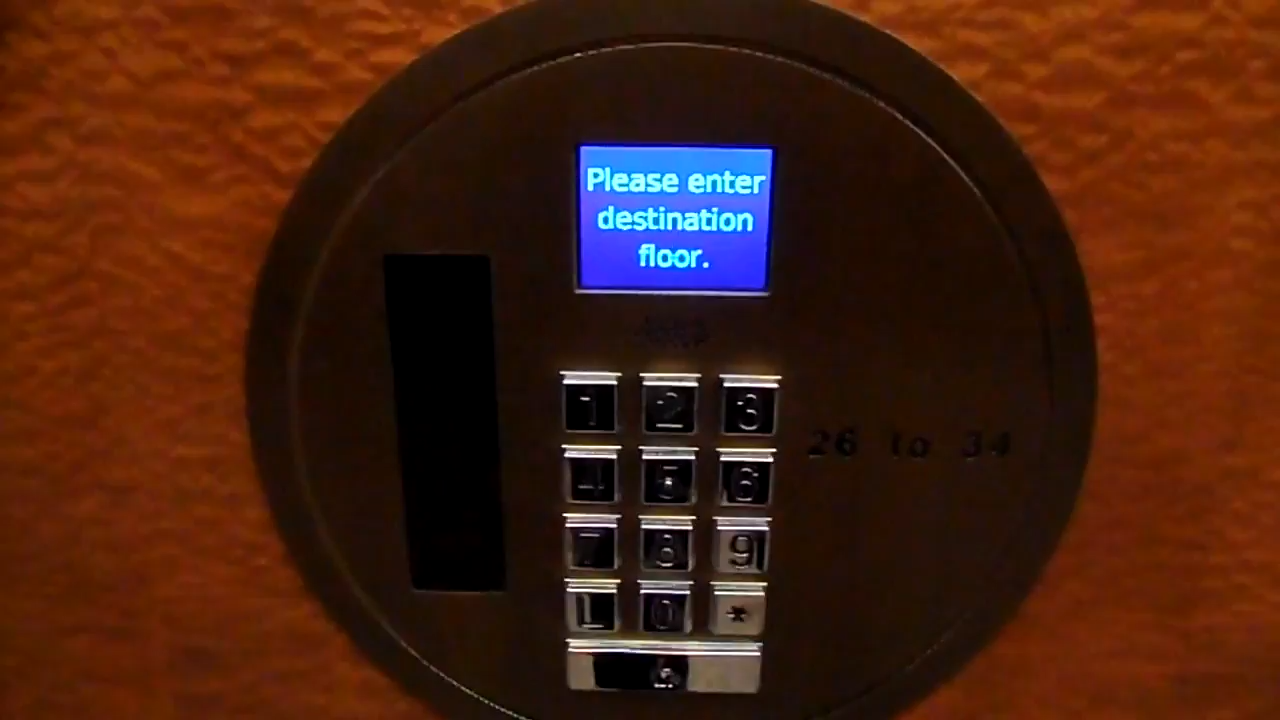 Please enter
destination
floor.
1 2 3
4 5 6
26 to 34
7 8 9
L 0 *